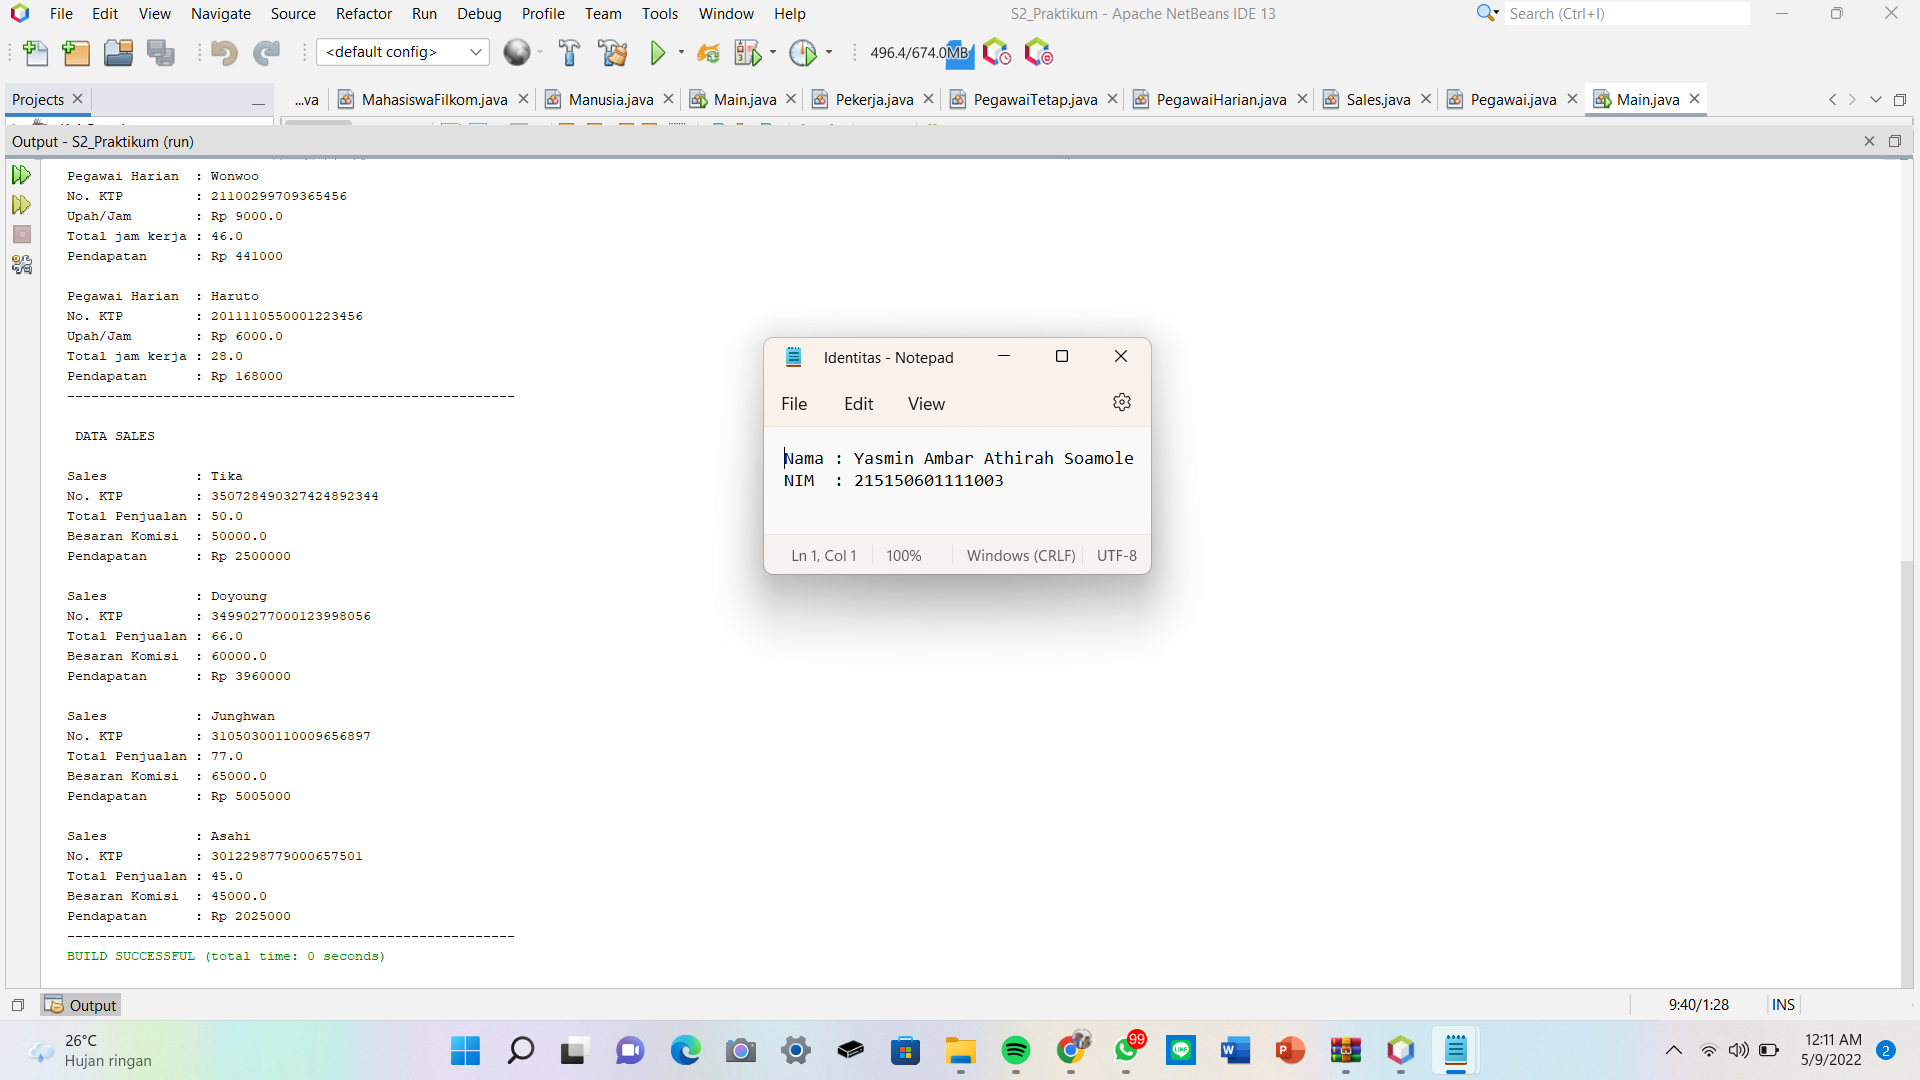 File Edit View Navigate Source Refactor Run Debug Profile Team Tools Window Help S2_Praktikum - Apache NetBeans IDE 13 Search (Ctrl+I)
<default config> 496.4/674.0MB
Projects ...va MahasiswaFilkom.java Manusia.java Main.java Pekerja.java PegawaiTetap.java PegawaiHarian.java Sales.java Pegawai.java Main.java
Output - S2_Praktikum (run)
Pegawai Harian : Wonwoo
No. KTP : 21100299709365456
Upah/Jam : Rp 9000.0
Total jam kerja : 46.0
Pendapatan : Rp 441000
Pegawai Harian : Haruto
No. KTP : 2011110550001223456
Upah/Jam : Rp 6000.0
Total jam kerja : 28.0
Pendapatan : Rp 168000
--------------------------------------------------------
DATA SALES
Sales : Tika
No. KTP : 350728490327424892344
Total Penjualan : 50.0
Besaran Komisi : 50000.0
Pendapatan : Rp 2500000
Sales : Doyoung
No. KTP : 34990277000123998056
Total Penjualan : 66.0
Besaran Komisi : 60000.0
Pendapatan : Rp 3960000
Sales : Junghwan
No. KTP : 31050300110009656897
Total Penjualan : 77.0
Besaran Komisi : 65000.0
Pendapatan : Rp 5005000
Sales : Asahi
No. KTP : 3012298779000657501
Total Penjualan : 45.0
Besaran Komisi : 45000.0
Pendapatan : Rp 2025000
--------------------------------------------------------
BUILD SUCCESSFUL (total time: 0 seconds)
Identitas - Notepad
File Edit View
Nama : Yasmin Ambar Athirah Soamole
NIM : 215150601111003
Ln 1, Col 1 100% Windows (CRLF) UTF-8
Output 9:40/1:28 INS
26°C
Hujan ringan
99
12:11 AM
5/9/2022
2